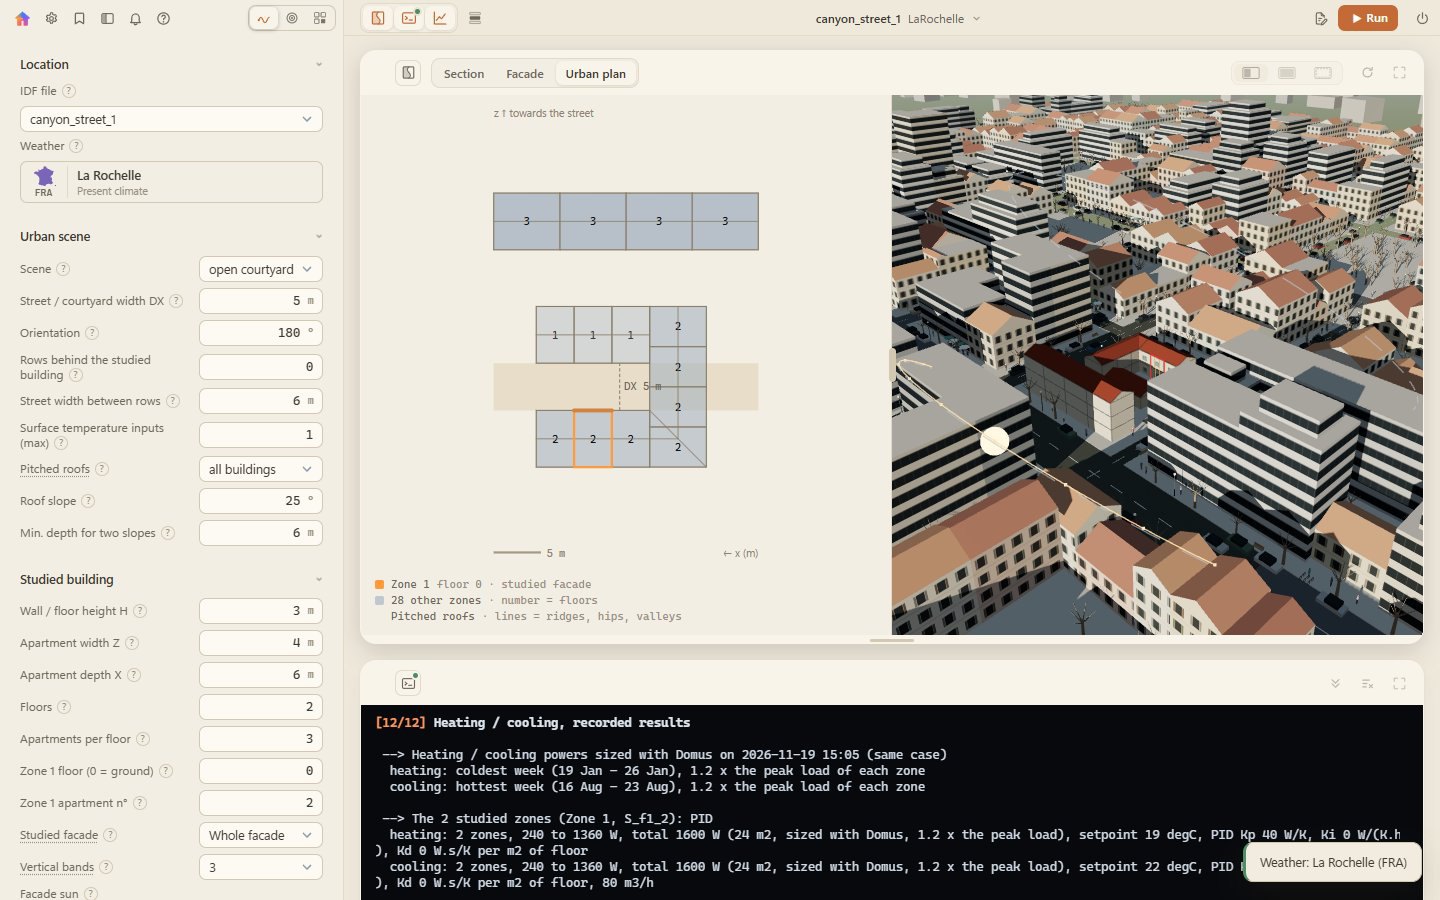 canyon_street_1 LaRochelle
Run
Location
IDF file ?
canyon_street_1
Weather ?
FRA
La Rochelle
Present climate
Urban scene
Scene ? open courtyard
Street / courtyard width DX ? 5 m
Orientation ? 180 °
Rows behind the studied
building ? 0
Street width between rows ? 6 m
Surface temperature inputs
(max) ? 1
Pitched roofs ? all buildings
Roof slope ? 25 °
Min. depth for two slopes ? 6 m
Studied building
Wall / floor height H ? 3 m
Apartment width Z ? 4 m
Apartment depth X ? 6 m
Floors ? 2
Apartments per floor ? 3
Zone 1 floor (0 = ground) ? 0
Zone 1 apartment n° ? 2
Studied facade ? Whole facade
Vertical bands ? 3
Facade sun ?
Section Facade Urban plan
z ↑ towards the street
3 3 3 3
1 1 1 2
2
DX 5 m
2
2 2 2 2
5 m
← x (m)
Zone 1 floor 0 · studied facade
28 other zones · number = floors
Pitched roofs · lines = ridges, hips, valleys
[12/12] Heating / cooling, recorded results
--> Heating / cooling powers sized with Domus on 2026-11-19 15:05 (same case)
heating: coldest week (19 Jan – 26 Jan), 1.2 x the peak load of each zone
cooling: hottest week (16 Aug – 23 Aug), 1.2 x the peak load of each zone
--> The 2 studied zones (Zone 1, S_f1_2): PID
heating: 2 zones, 240 to 1360 W, total 1600 W (24 m2, sized with Domus, 1.2 x the peak load), setpoint 19 degC, PID Kp 40 W/K, Ki 0 W/(K.h
), Kd 0 W.s/K per m2 of floor
cooling: 2 zones, 240 to 1360 W, total 1600 W (24 m2, sized with Domus, 1.2 x the peak load), setpoint 22 degC, PID
), Kd 0 W.s/K per m2 of floor, 80 m3/h
Weather: La Rochelle (FRA)